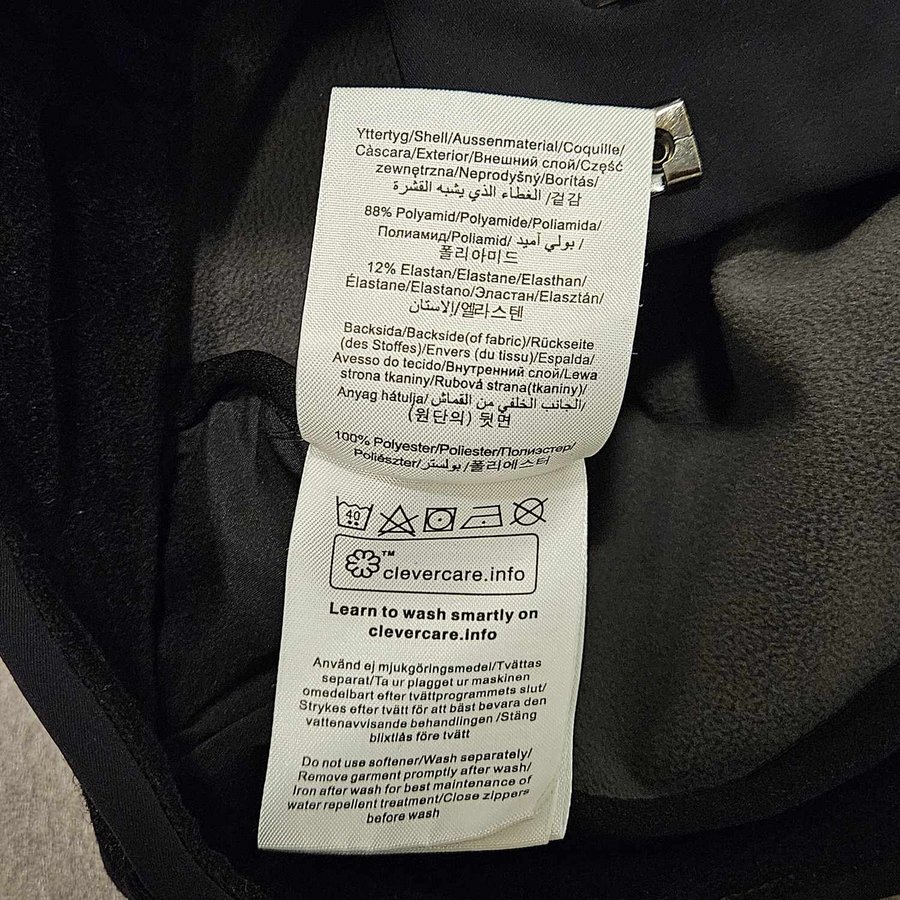 Yttertyg/Shell/Aussenmaterial/Coquille/
Càscara/Exterior/Внешний слой/Część
zewnętrzna/Neprodyšný/Borítás/
الغطاء الذي يشبه القشرة /겉감
88% Polyamid/Polyamide/Poliamida/
Полиамид/Poliamid/ بولي أميد /
폴리아미드
12% Elastan/Elastane/Elasthan/
Élastane/Elastano/Эластан/Elasztán/
الاستان/엘라스텐
Backsida/Backside(of fabric)/Rückseite
(des Stoffes)/Envers (du tissu)/Espalda/
Avesso do tecido/Внутренний слой/Lewa
strona tkaniny/Rubová strana(tkaniny)/
Anyag hátulja/الجانب الخلفي من القماش/
(원단의) 뒷면
100% Polyester/Poliester/Полиэстер/
Poliészter/بولستر/폴리에스터
40
TM
clevercare.info
Learn to wash smartly on
clevercare.info
Använd ej mjukgöringsmedel/Tvättas
separat/Ta ur plagget ur maskinen
omedelbart efter tvättprogrammets slut/
Strykes efter tvätt för att bäst bevara den
vattenavvisande behandlingen /Stäng
blixtlås före tvätt
Do not use softener/Wash separately/
Remove garment promptly after wash/
Iron after wash for best maintenance of
water repellent treatment/Close zippers
before wash